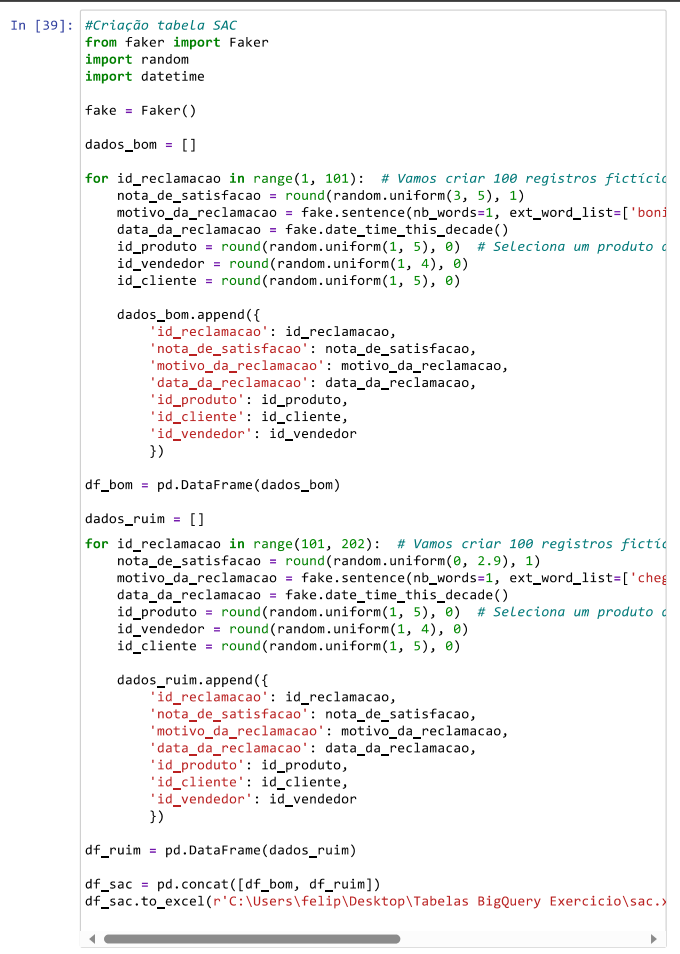 In [39]: #Criação tabela SAC
from faker import Faker
import random
import datetime

fake = Faker()

dados_bom = []

for id_reclamacao in range(1, 101):  # Vamos criar 100 registros fictício
    nota_de_satisfacao = round(random.uniform(3, 5), 1)
    motivo_da_reclamacao = fake.sentence(nb_words=1, ext_word_list=['boni
    data_da_reclamacao = fake.date_time_this_decade()
    id_produto = round(random.uniform(1, 5), 0)  # Seleciona um produto
    id_vendedor = round(random.uniform(1, 4), 0)
    id_cliente = round(random.uniform(1, 5), 0)

    dados_bom.append({
        'id_reclamacao': id_reclamacao,
        'nota_de_satisfacao': nota_de_satisfacao,
        'motivo_da_reclamacao': motivo_da_reclamacao,
        'data_da_reclamacao': data_da_reclamacao,
        'id_produto': id_produto,
        'id_cliente': id_cliente,
        'id_vendedor': id_vendedor
        })

df_bom = pd.DataFrame(dados_bom)

dados_ruim = []
for id_reclamacao in range(101, 202):  # Vamos criar 100 registros fictíc
    nota_de_satisfacao = round(random.uniform(0, 2.9), 1)
    motivo_da_reclamacao = fake.sentence(nb_words=1, ext_word_list=['cheg
    data_da_reclamacao = fake.date_time_this_decade()
    id_produto = round(random.uniform(1, 5), 0)  # Seleciona um produto
    id_vendedor = round(random.uniform(1, 4), 0)
    id_cliente = round(random.uniform(1, 5), 0)

    dados_ruim.append({
        'id_reclamacao': id_reclamacao,
        'nota_de_satisfacao': nota_de_satisfacao,
        'motivo_da_reclamacao': motivo_da_reclamacao,
        'data_da_reclamacao': data_da_reclamacao,
        'id_produto': id_produto,
        'id_cliente': id_cliente,
        'id_vendedor': id_vendedor
        })

df_ruim = pd.DataFrame(dados_ruim)

df_sac = pd.concat([df_bom, df_ruim])
df_sac.to_excel(r'C:\Users\felip\Desktop\Tabelas BigQuery Exercicio\sac.x